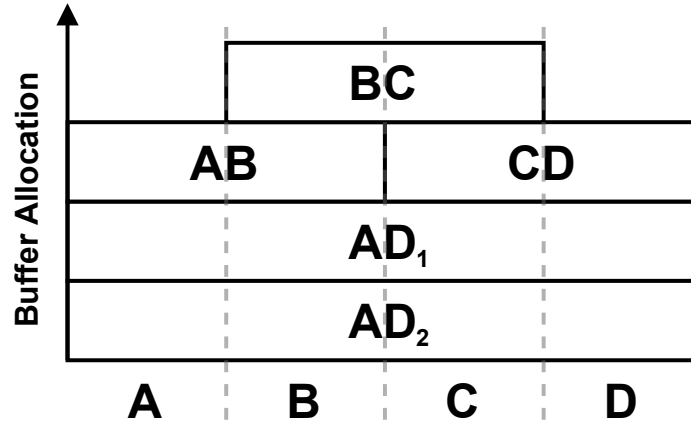 Buffer Allocation
BC
AB CD
AD₁
AD₂
A B C D